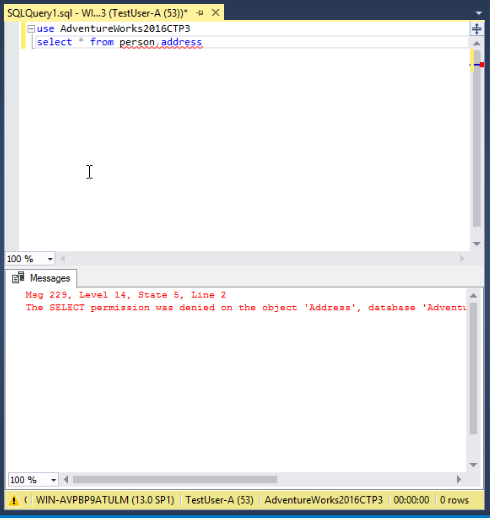 SQLQuery1.sql - WI...3 (TestUser-A (53))*
use AdventureWorks2016CTP3
select * from person.address
100 %
Messages
Msg 229, Level 14, State 5, Line 2
The SELECT permission was denied on the object 'Address', database 'Adventu
100 %
WIN-AVPBP9ATULM (13.0 SP1) TestUser-A (53) AdventureWorks2016CTP3 00:00:00 0 rows